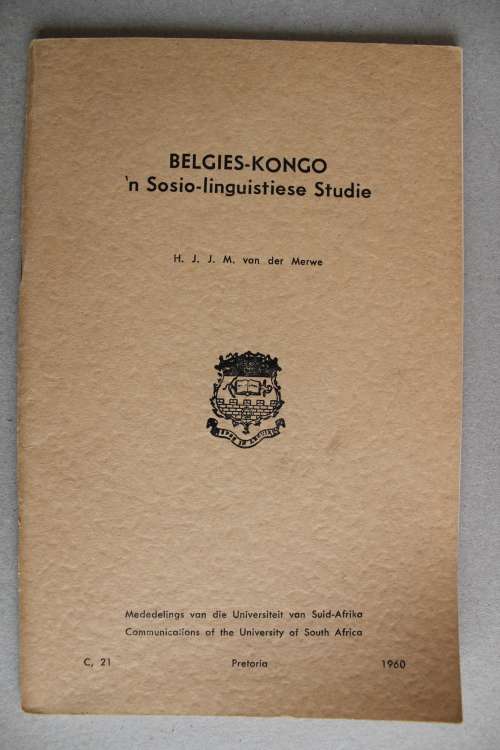 BELGIES-KONGO
'n Sosio-linguistiese Studie
H. J. J. M. van der Merwe
Mededelings van die Universiteit van Suid-Afrika
Communications of the University of South Africa
C, 21 Pretoria 1960